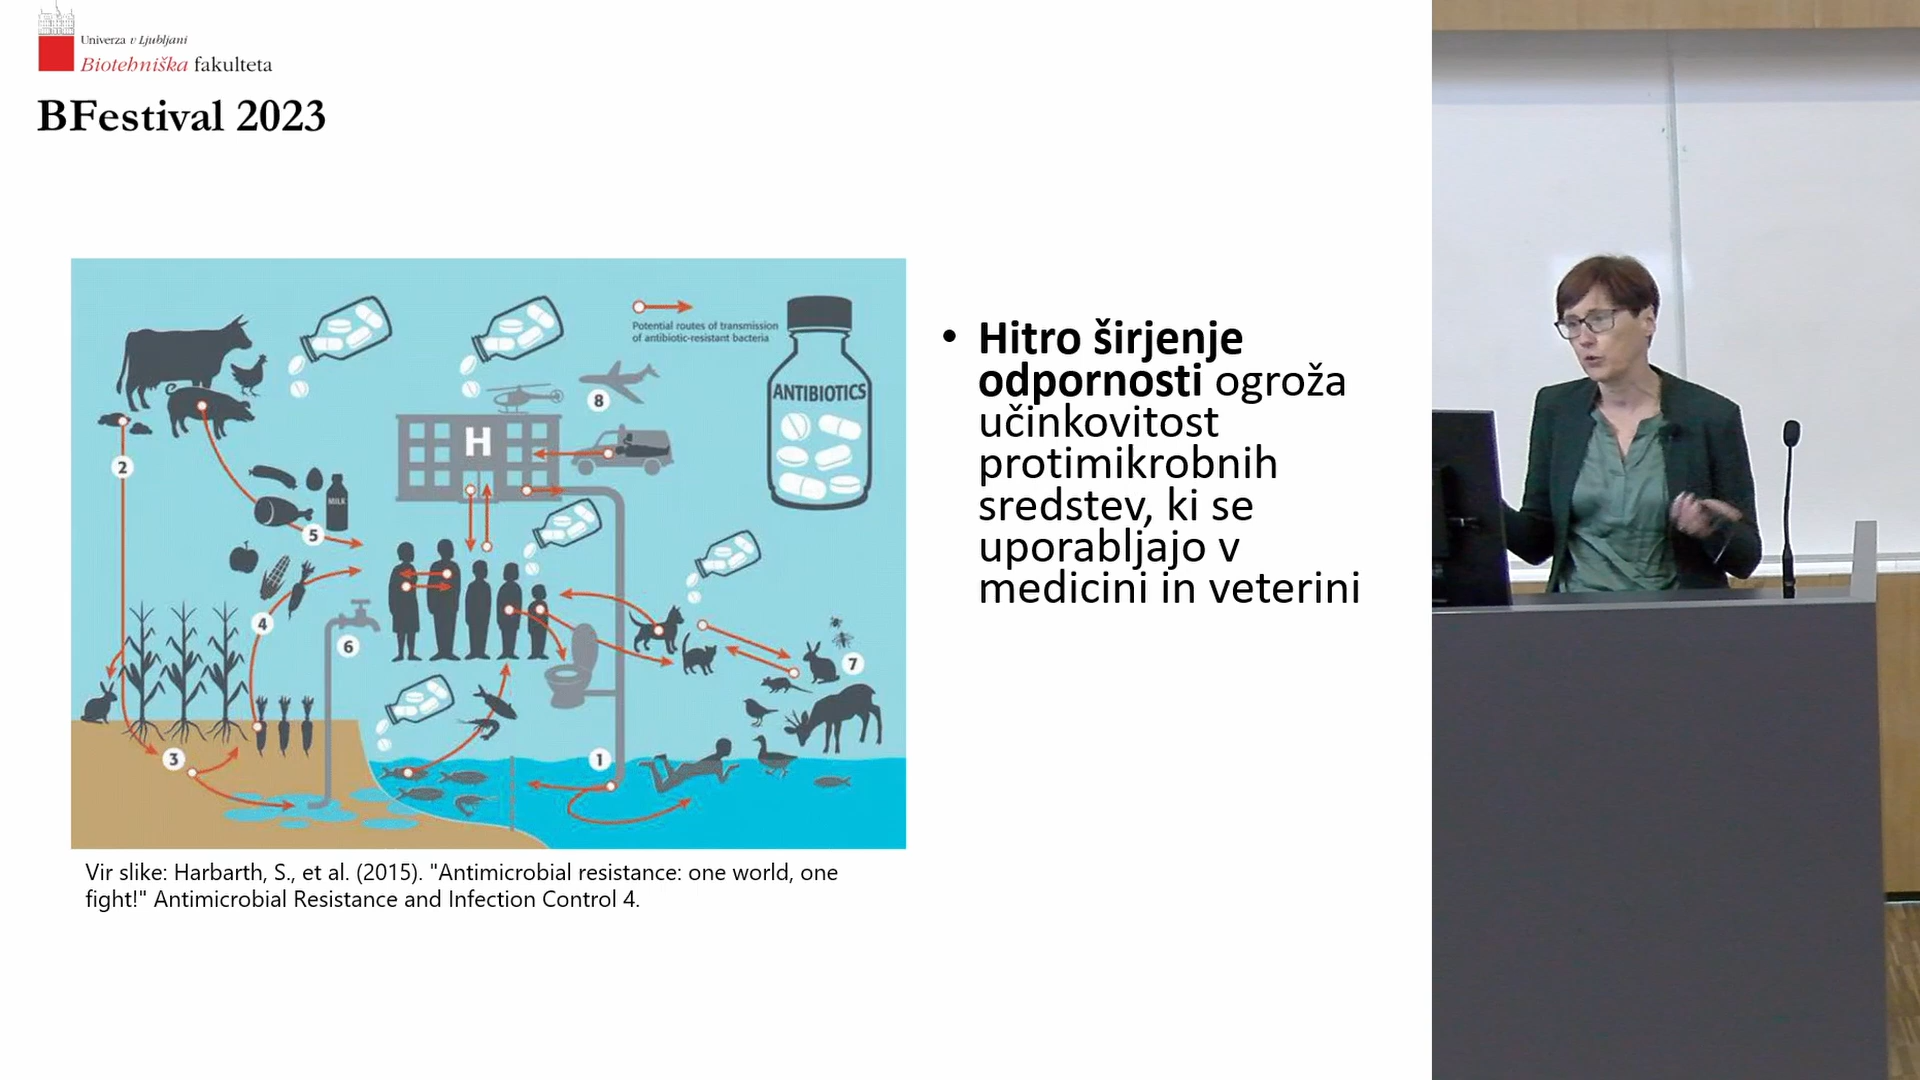 Univerza v Ljubljani
Biotehniška fakulteta
BFestival 2023
Potential routes of transmission
of antibiotic-resistant bacteria
ANTIBIOTICS
8
H
2
MILK
5
4
6
7
3
1
• Hitro širjenje
odpornosti ogroža
učinkovitost
protimikrobnih
sredstev, ki se
uporabljajo v
medicini in veterini
Vir slike: Harbarth, S., et al. (2015). "Antimicrobial resistance: one world, one
fight!" Antimicrobial Resistance and Infection Control 4.